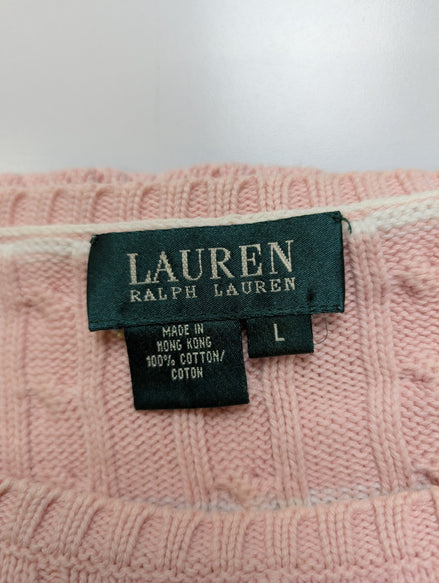 LAUREN
RALPH LAUREN
MADE IN
HONG KONG
100% COTTON/
COTON
L